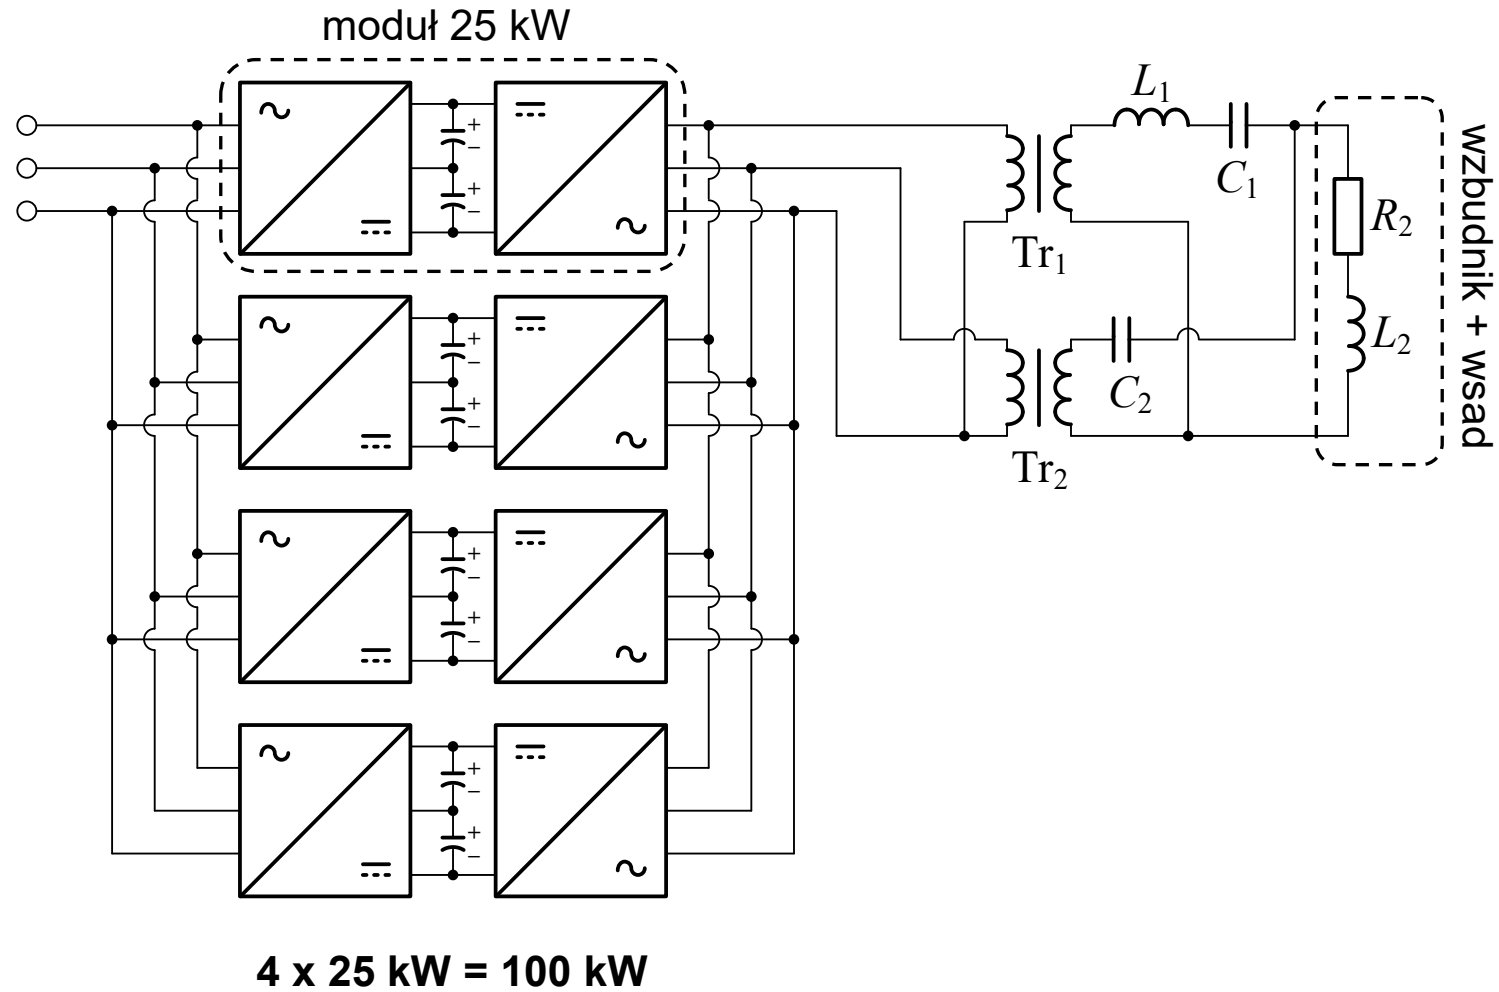 moduł 25 kW
+
−
+
−
L1
C1
R2
L2
Tr1
C2
Tr2
wzbudnik + wsad
+
−
+
−
+
−
+
−
+
−
+
−
4 x 25 kW = 100 kW